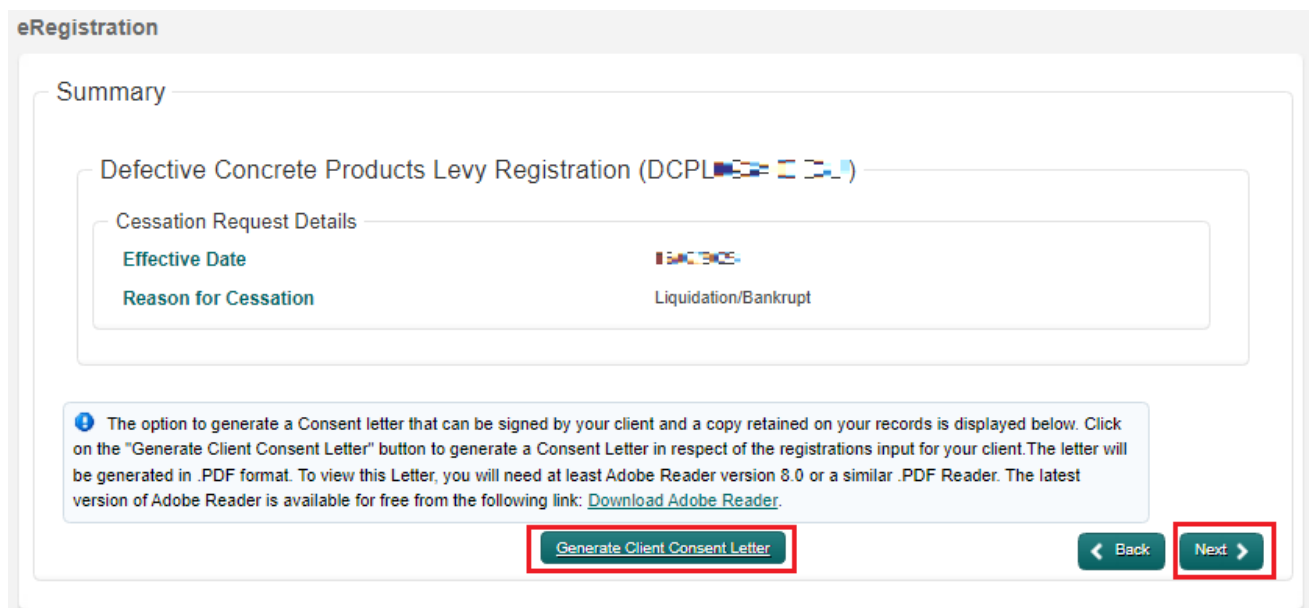 eRegistration
Summary
Defective Concrete Products Levy Registration (DCPL )
Cessation Request Details
Effective Date
Reason for Cessation Liquidation/Bankrupt
The option to generate a Consent letter that can be signed by your client and a copy retained on your records is displayed below. Click
on the "Generate Client Consent Letter" button to generate a Consent Letter in respect of the registrations input for your client.The letter will
be generated in .PDF format. To view this Letter, you will need at least Adobe Reader version 8.0 or a similar .PDF Reader. The latest
version of Adobe Reader is available for free from the following link: Download Adobe Reader.
Generate Client Consent Letter Back Next